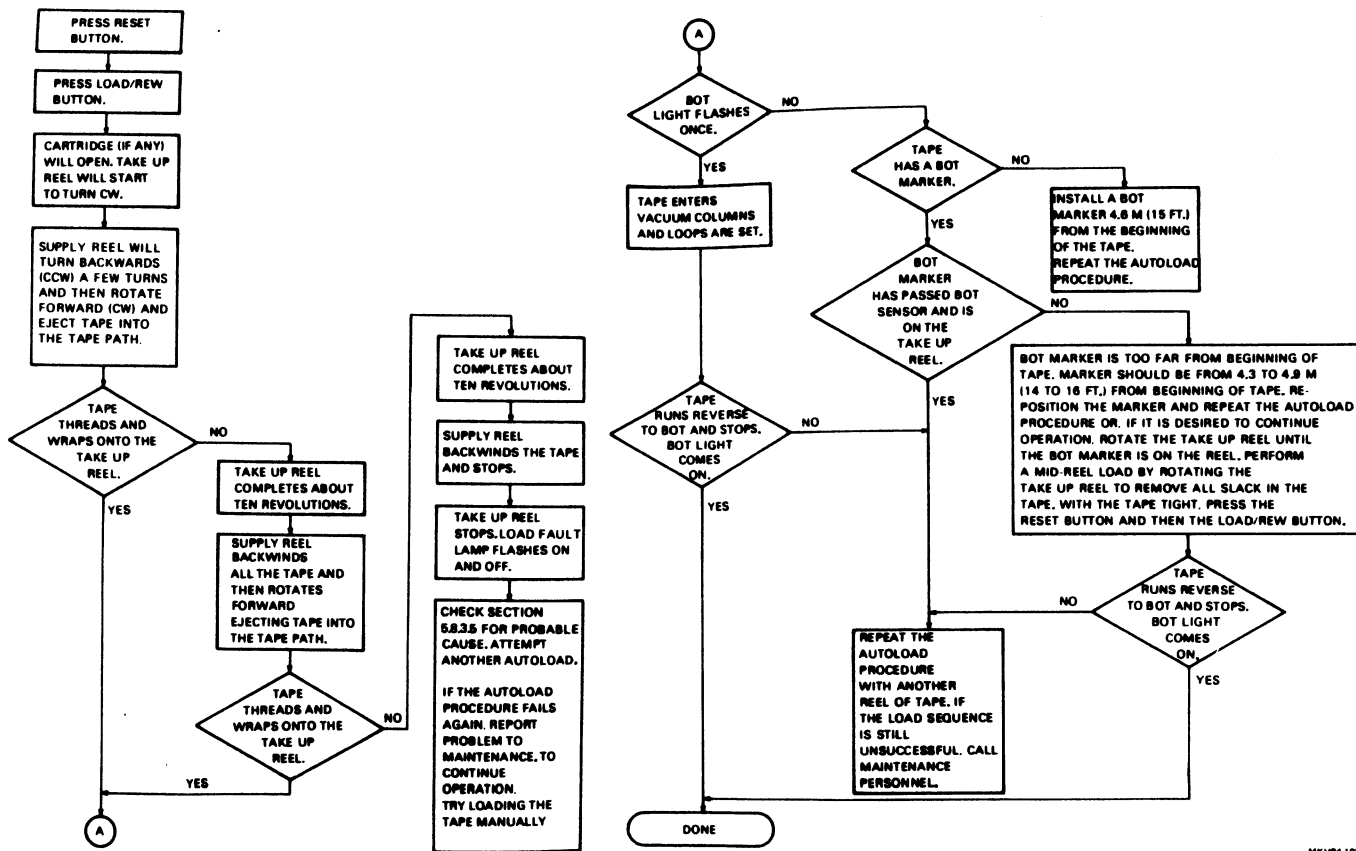 PRESS RESET
BUTTON.
PRESS LOAD/REW
BUTTON.
CARTRIDGE (IF ANY)
WILL OPEN. TAKE UP
REEL WILL START
TO TURN CW.
SUPPLY REEL WILL
TURN BACKWARDS
(CCW) A FEW TURNS
AND THEN ROTATE
FORWARD (CW) AND
EJECT TAPE INTO
THE TAPE PATH.
TAPE
THREADS AND
WRAPS ONTO THE
TAKE UP
REEL.
NO
YES
TAKE UP REEL
COMPLETES ABOUT
TEN REVOLUTIONS.
SUPPLY REEL
BACKWINDS
ALL THE TAPE AND
THEN ROTATES
FORWARD
EJECTING TAPE INTO
THE TAPE PATH.
TAPE
THREADS AND
WRAPS ONTO THE
TAKE UP
REEL.
NO
YES
A
TAKE UP REEL
COMPLETES ABOUT
TEN REVOLUTIONS.
SUPPLY REEL
BACKWINDS THE TAPE
AND STOPS.
TAKE UP REEL
STOPS. LOAD FAULT
LAMP FLASHES ON
AND OFF.
CHECK SECTION
5.8.3.5 FOR PROBABLE
CAUSE. ATTEMPT
ANOTHER AUTOLOAD.
IF THE AUTOLOAD
PROCEDURE FAILS
AGAIN. REPORT
PROBLEM TO
MAINTENANCE. TO
CONTINUE
OPERATION.
TRY LOADING THE
TAPE MANUALLY
A
BOT
LIGHT FLASHES
ONCE.
NO
YES
TAPE ENTERS
VACUUM COLUMNS
AND LOOPS ARE SET.
TAPE
RUNS REVERSE
TO BOT AND STOPS.
BOT LIGHT
COMES
ON.
NO
YES
TAPE
HAS A BOT
MARKER.
NO
YES
INSTALL A BOT
MARKER 4.6 M (15 FT.)
FROM THE BEGINNING
OF THE TAPE.
REPEAT THE AUTOLOAD
PROCEDURE.
BOT
MARKER
HAS PASSED BOT
SENSOR AND IS
ON THE
TAKE UP
REEL.
NO
YES
BOT MARKER IS TOO FAR FROM BEGINNING OF
TAPE. MARKER SHOULD BE FROM 4.3 TO 4.9 M
(14 TO 16 FT.) FROM BEGINNING OF TAPE. RE-
POSITION THE MARKER AND REPEAT THE AUTOLOAD
PROCEDURE OR. IF IT IS DESIRED TO CONTINUE
OPERATION. ROTATE THE TAKE UP REEL UNTIL
THE BOT MARKER IS ON THE REEL. PERFORM
A MID-REEL LOAD BY ROTATING THE
TAKE UP REEL TO REMOVE ALL SLACK IN THE
TAPE. WITH THE TAPE TIGHT. PRESS THE
RESET BUTTON AND THEN THE LOAD/REW BUTTON.
TAPE
RUNS REVERSE
TO BOT AND STOPS.
BOT LIGHT
COMES
ON.
NO
YES
REPEAT THE
AUTOLOAD
PROCEDURE
WITH ANOTHER
REEL OF TAPE. IF
THE LOAD SEQUENCE
IS STILL
UNSUCCESSFUL. CALL
MAINTENANCE
PERSONNEL.
DONE